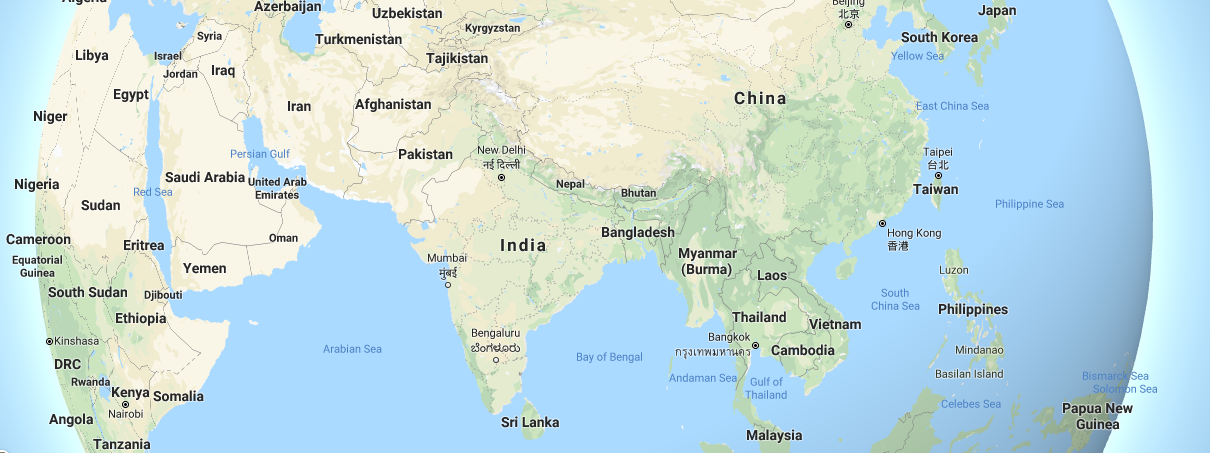 Algeria
Azerbaijan
Uzbekistan
Kyrgyzstan
Beijing
北京
Japan
Syria
Turkmenistan
South Korea
Libya
Israel
Tajikistan
Yellow Sea
Jordan
Iraq
Egypt
Iran
Afghanistan
China
East China Sea
Niger
Persian Gulf
Pakistan
New Delhi
नई दिल्ली
Taipei
台北
Nigeria
Red Sea
Saudi Arabia
United Arab
Emirates
Nepal
Bhutan
Taiwan
Sudan
Philippine Sea
Cameroon
Eritrea
Oman
India
Bangladesh
Hong Kong
香港
Equatorial
Guinea
Yemen
Mumbai
मुंबई
Myanmar
(Burma)
Laos
Luzon
South Sudan
Djibouti
South
China Sea
Ethiopia
Philippines
Thailand
Vietnam
Kinshasa
Arabian Sea
Bengaluru
ಬೆಂಗಳೂರು
Bay of Bengal
Bangkok
กรุงเทพมหานคร
Cambodia
Mindanao
DRC
Rwanda
Andaman Sea
Gulf of
Thailand
Basilan Island
Bismarck Sea
Solomon Sea
Kenya
Somalia
Nairobi
Celebes Sea
Papua New
Guinea
Angola
Sri Lanka
Tanzania
Malaysia